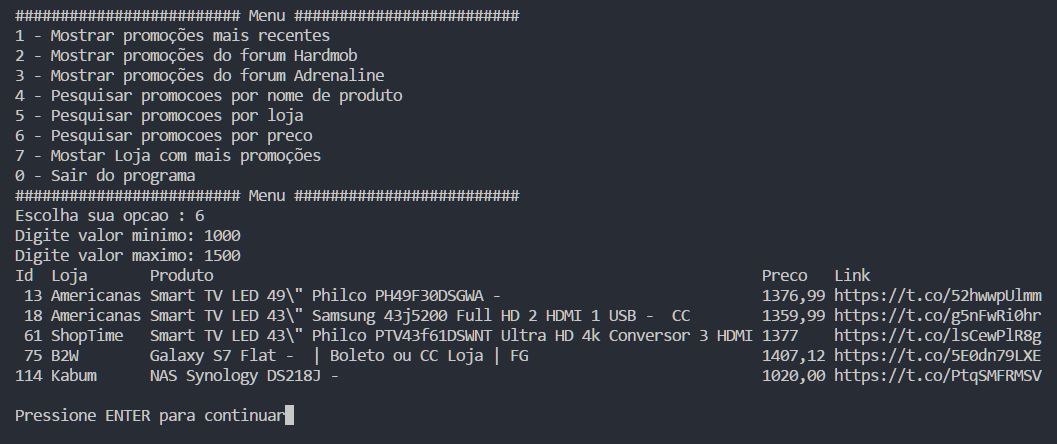 ######################### Menu #########################
1 - Mostrar promoções mais recentes
2 - Mostrar promoções do forum Hardmob
3 - Mostrar promoções do forum Adrenaline
4 - Pesquisar promocoes por nome de produto
5 - Pesquisar promocoes por loja
6 - Pesquisar promocoes por preco
7 - Mostar Loja com mais promoções
0 - Sair do programa
######################### Menu #########################
Escolha sua opcao : 6
Digite valor minimo: 1000
Digite valor maximo: 1500
Id  Loja       Produto                                                             Preco   Link
 13 Americanas Smart TV LED 49\" Philco PH49F30DSGWA -                             1376,99 https://t.co/52hwwpUlmm
 18 Americanas Smart TV LED 43\" Samsung 43j5200 Full HD 2 HDMI 1 USB -  CC        1359,99 https://t.co/g5nFwRi0hr
 61 ShopTime   Smart TV LED 43\" Philco PTV43f61DSWNT Ultra HD 4k Conversor 3 HDMI 1377    https://t.co/lsCewPlR8g
 75 B2W        Galaxy S7 Flat -  | Boleto ou CC Loja | FG                          1407,12 https://t.co/5E0dn79LXE
114 Kabum      NAS Synology DS218J -                                               1020,00 https://t.co/PtqSMFRMSV
Pressione ENTER para continuar